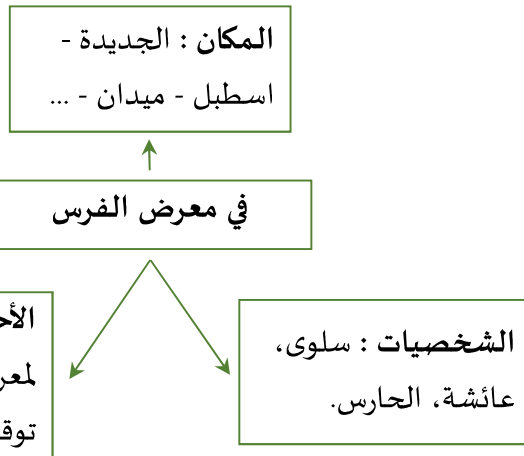 المكان : الجديدة -
اسطبل - ميدان - ...
في معرض الفرس
الشخصيات : سلوى،
عائشة، الحارس.